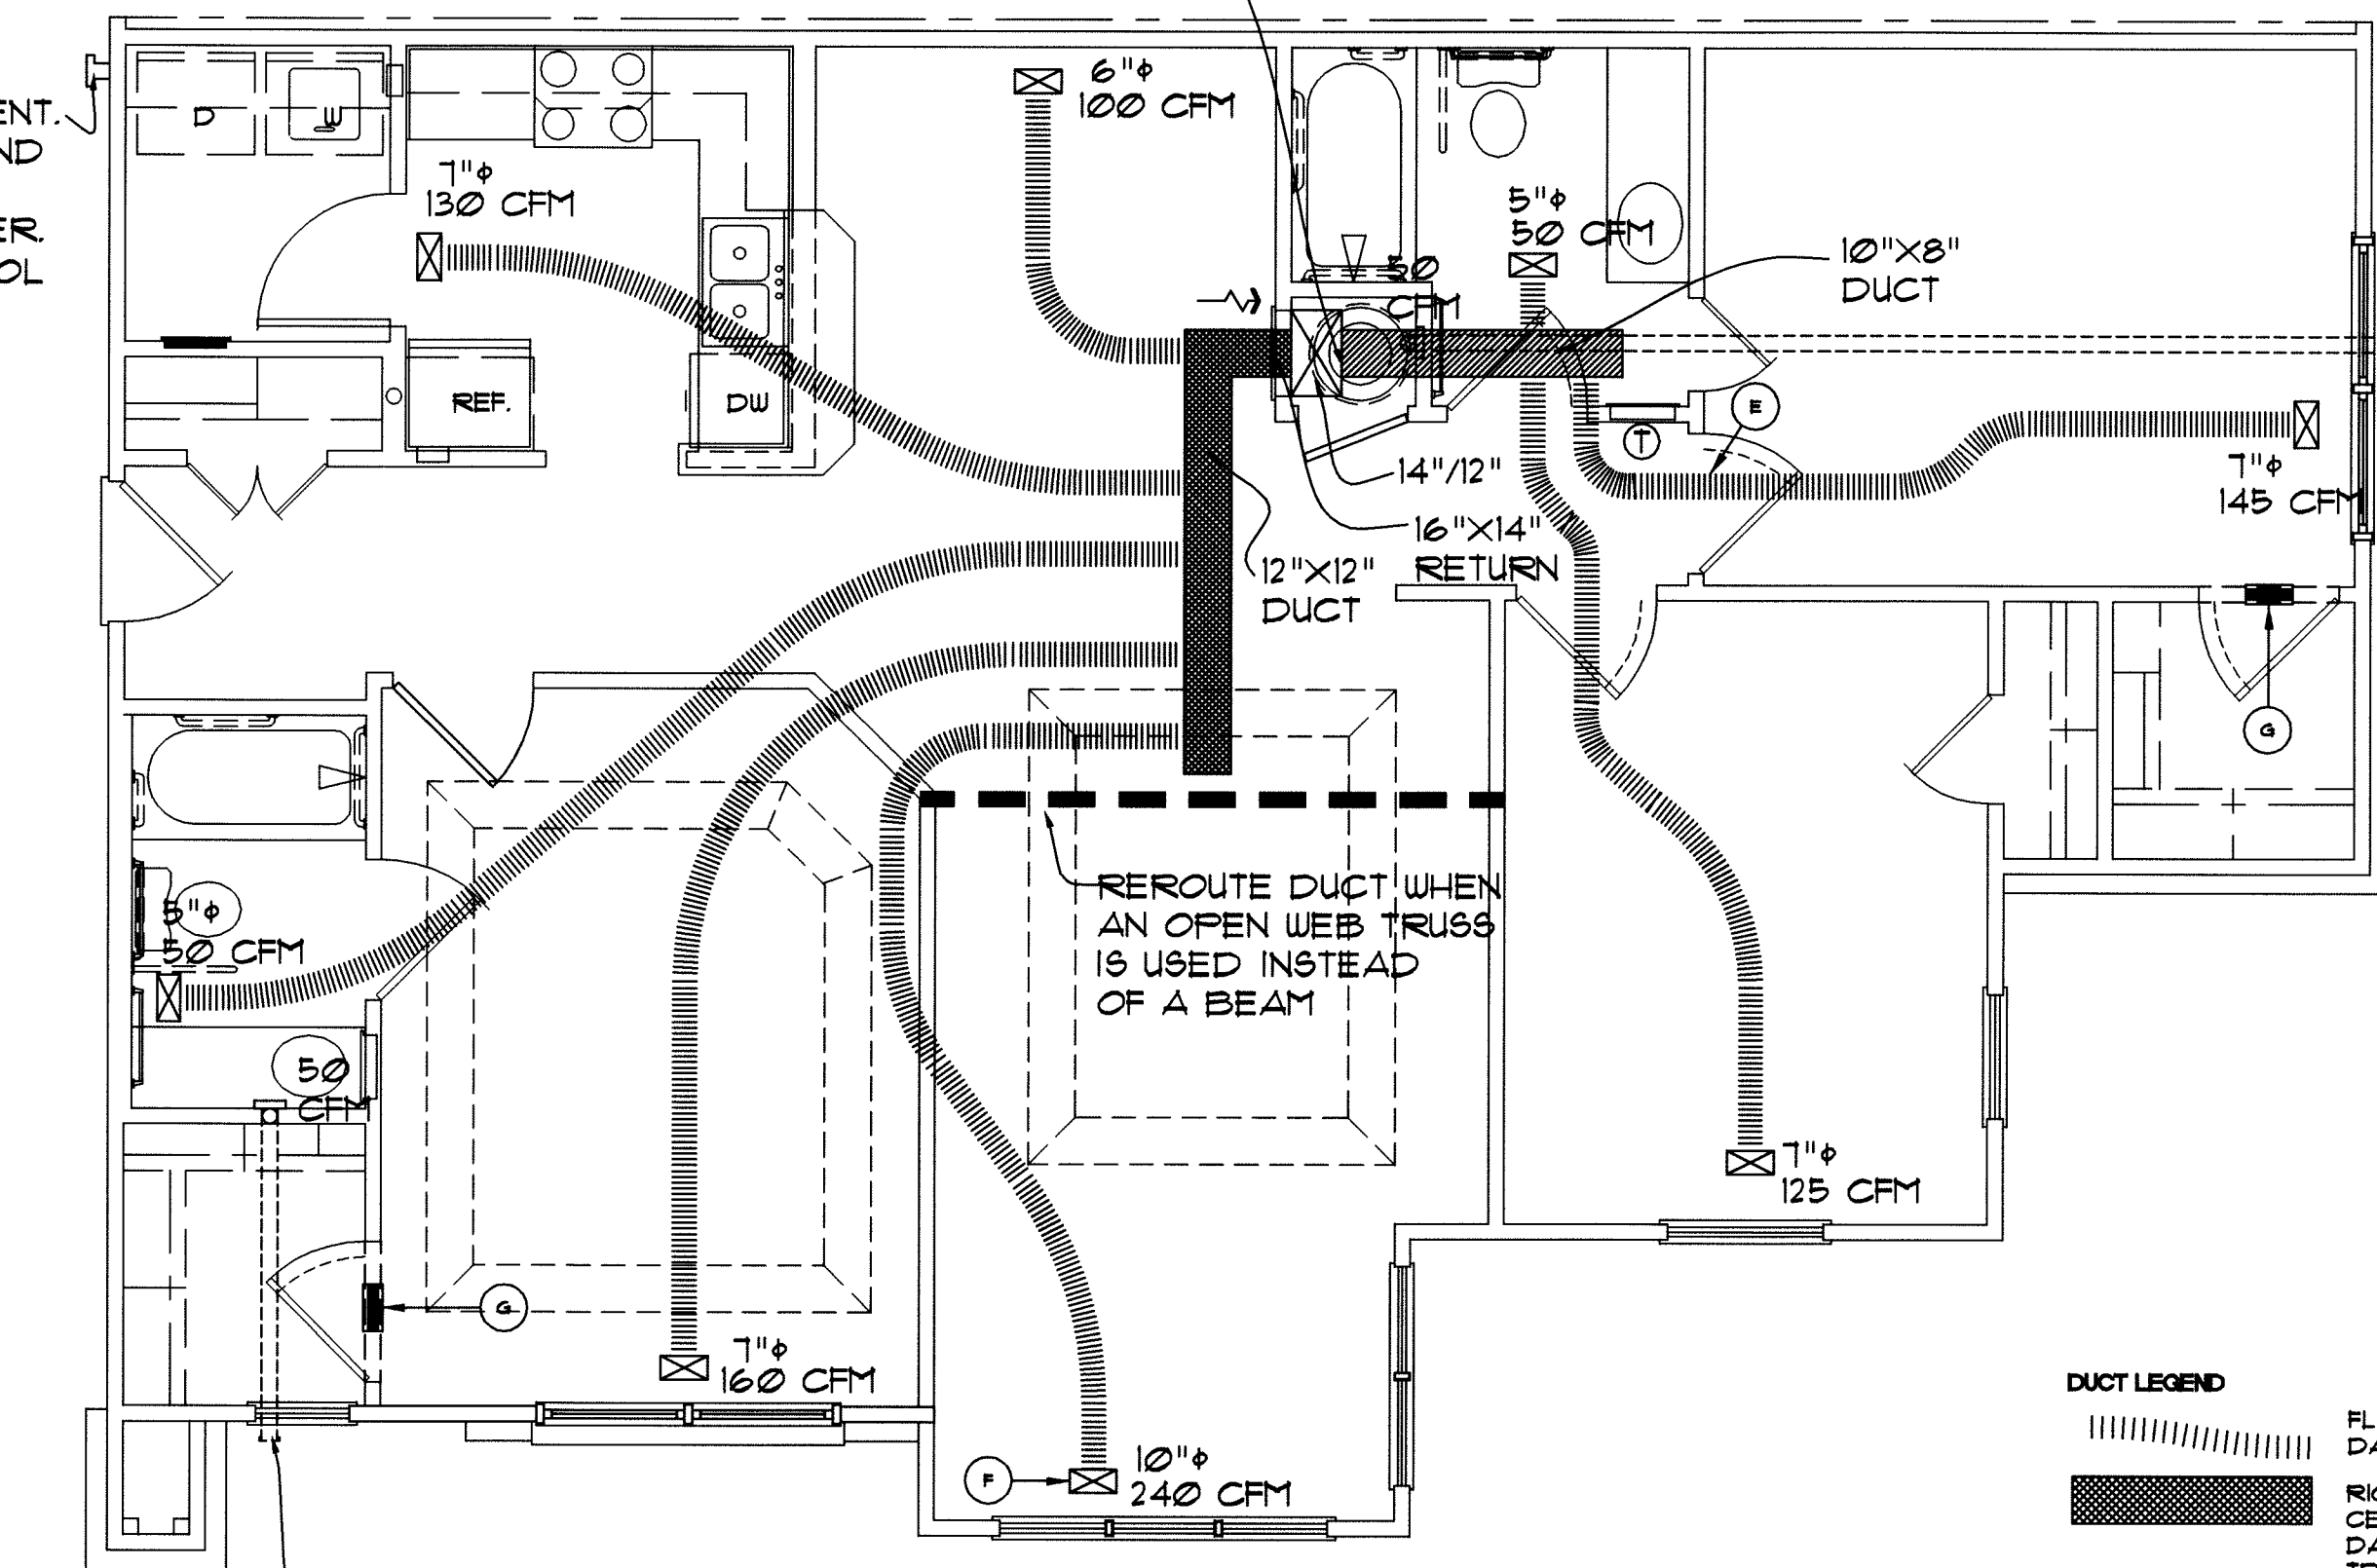 ENT.
ND
ER.
OL
D
W
7"φ
130 CFM
REF.
DW
6"φ
100 CFM
5"φ
50 CFM
50
CFM
10"X8"
DUCT
E
T
7"φ
145 CFM
14"/12"
16"X14"
RETURN
12"X12"
DUCT
G
REROUTE DUCT WHEN
AN OPEN WEB TRUSS
IS USED INSTEAD
OF A BEAM
5"φ
50 CFM
50
CFM
G
7"φ
125 CFM
7"φ
160 CFM
F
10"φ
240 CFM
DUCT LEGEND
FL
DA
RIG
CE
DA